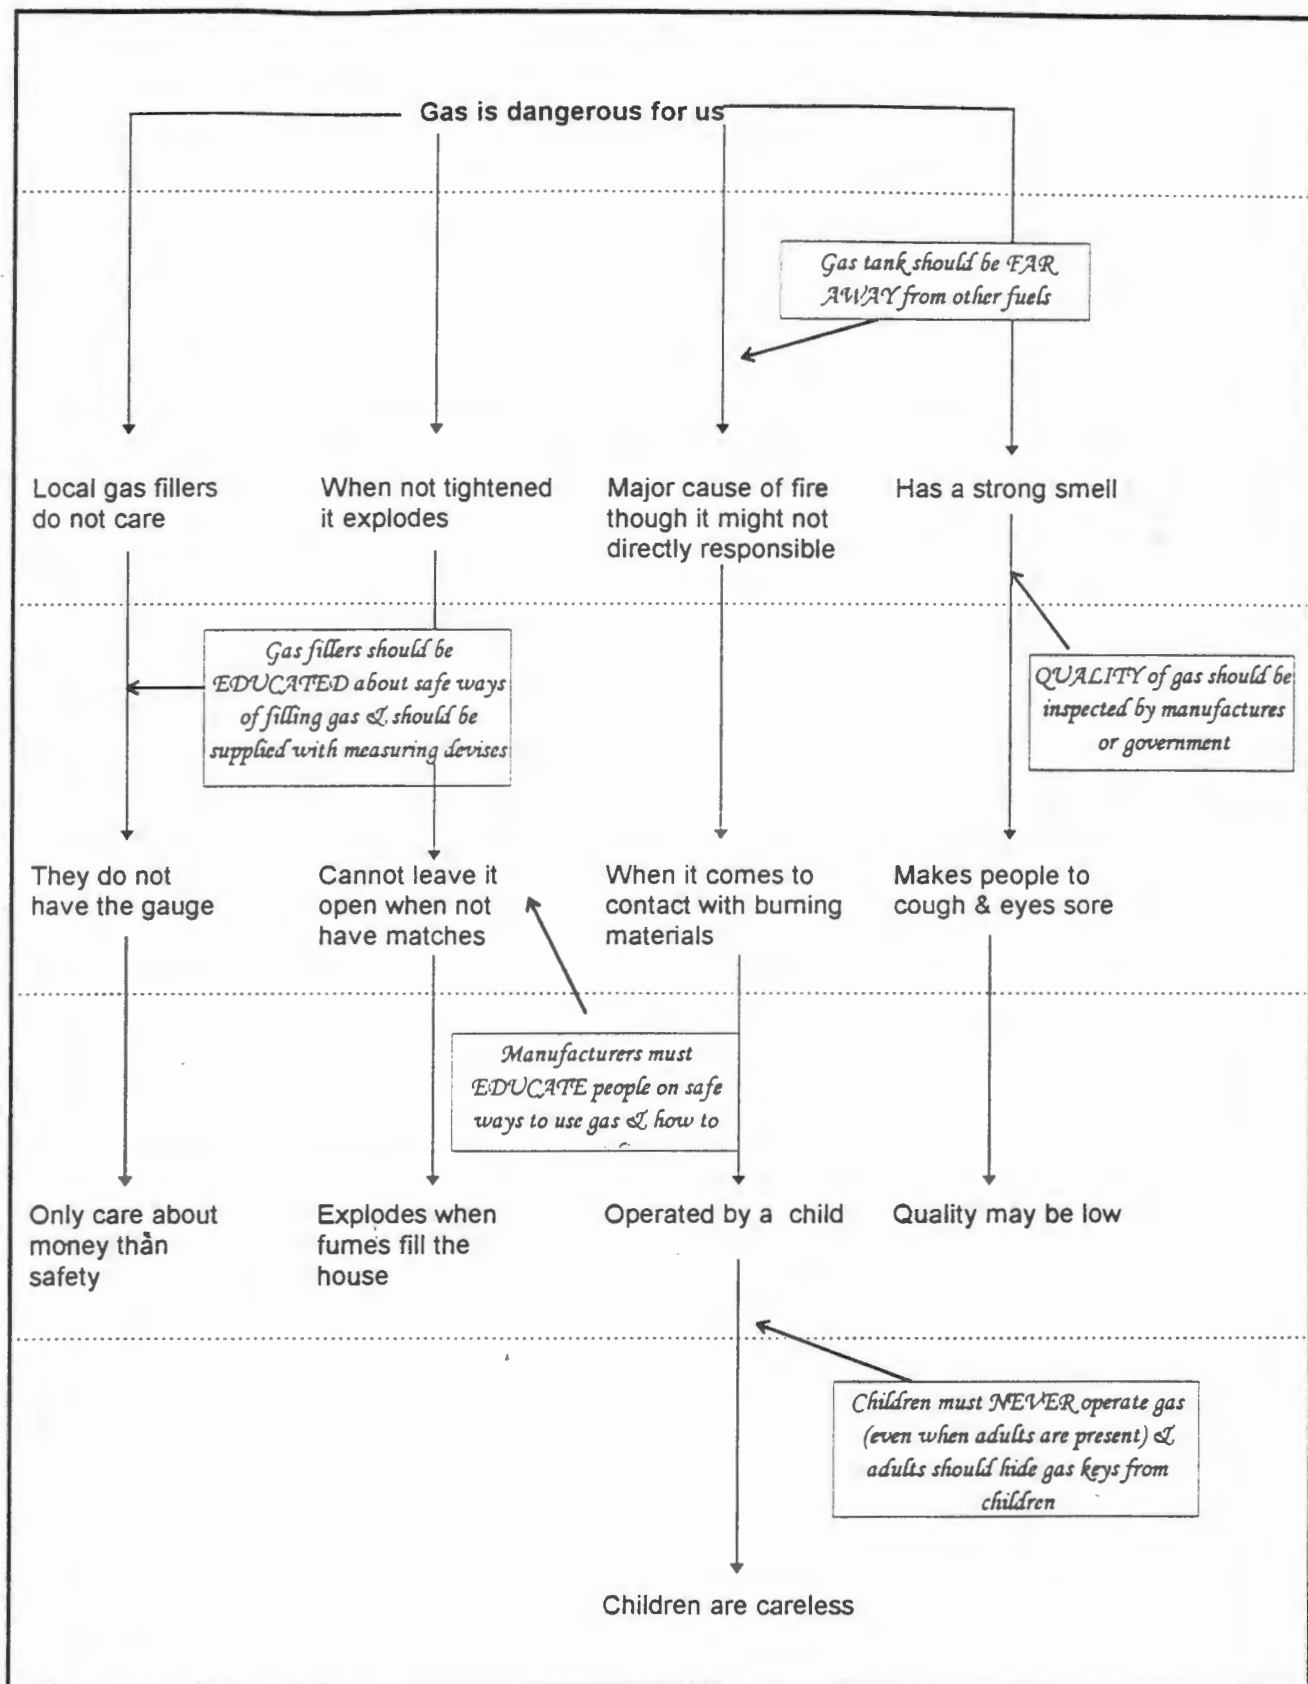 Gas is dangerous for us
Gas tank should be FAR
AWAY from other fuels
Local gas fillers
do not care
When not tightened
it explodes
Major cause of fire
though it might not
directly responsible
Has a strong smell
Gas fillers should be
EDUCATED about safe ways
of filling gas & should be
supplied with measuring devises
QUALITY of gas should be
inspected by manufactures
or government
They do not
have the gauge
Cannot leave it
open when not
have matches
When it comes to
contact with burning
materials
Makes people to
cough & eyes sore
Manufacturers must
EDUCATE people on safe
ways to use gas & how to
Only care about
money than
safety
Explodes when
fumes fill the
house
Operated by a child
Quality may be low
Children must NEVER operate gas
(even when adults are present) &
adults should hide gas keys from
children
Children are careless